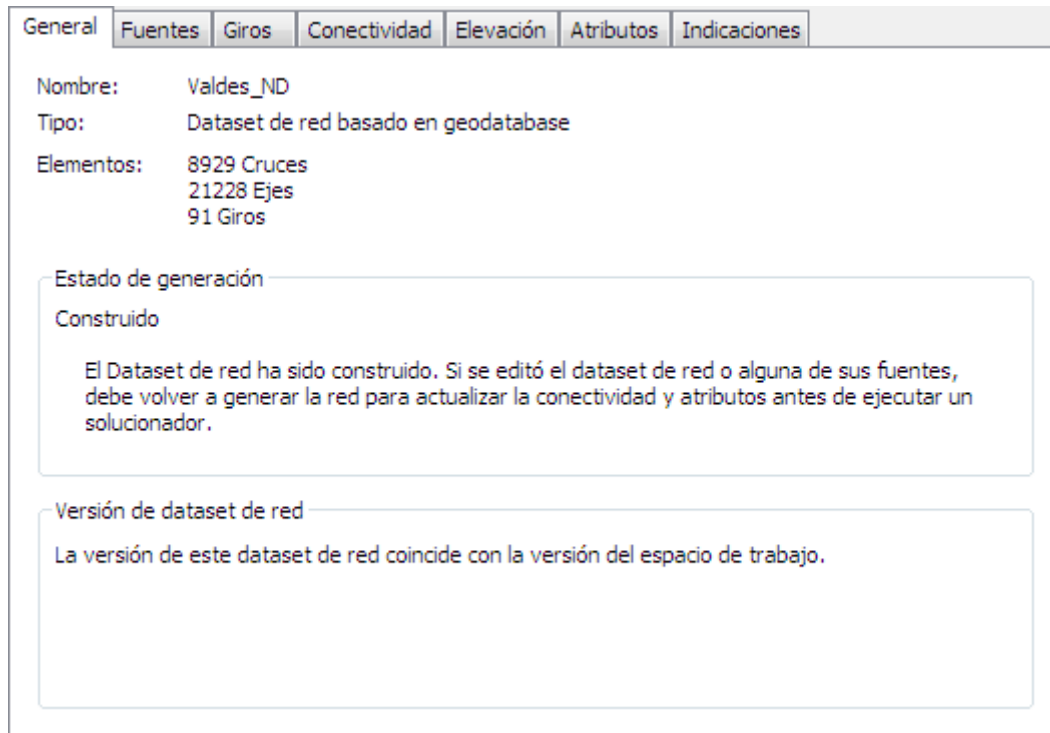 General Fuentes Giros Conectividad Elevación Atributos Indicaciones
Nombre: Valdes_ND
Tipo: Dataset de red basado en geodatabase
Elementos: 8929 Cruces
21228 Ejes
91 Giros
Estado de generación
Construido
El Dataset de red ha sido construido. Si se editó el dataset de red o alguna de sus fuentes,
debe volver a generar la red para actualizar la conectividad y atributos antes de ejecutar un
solucionador.
Versión de dataset de red
La versión de este dataset de red coincide con la versión del espacio de trabajo.